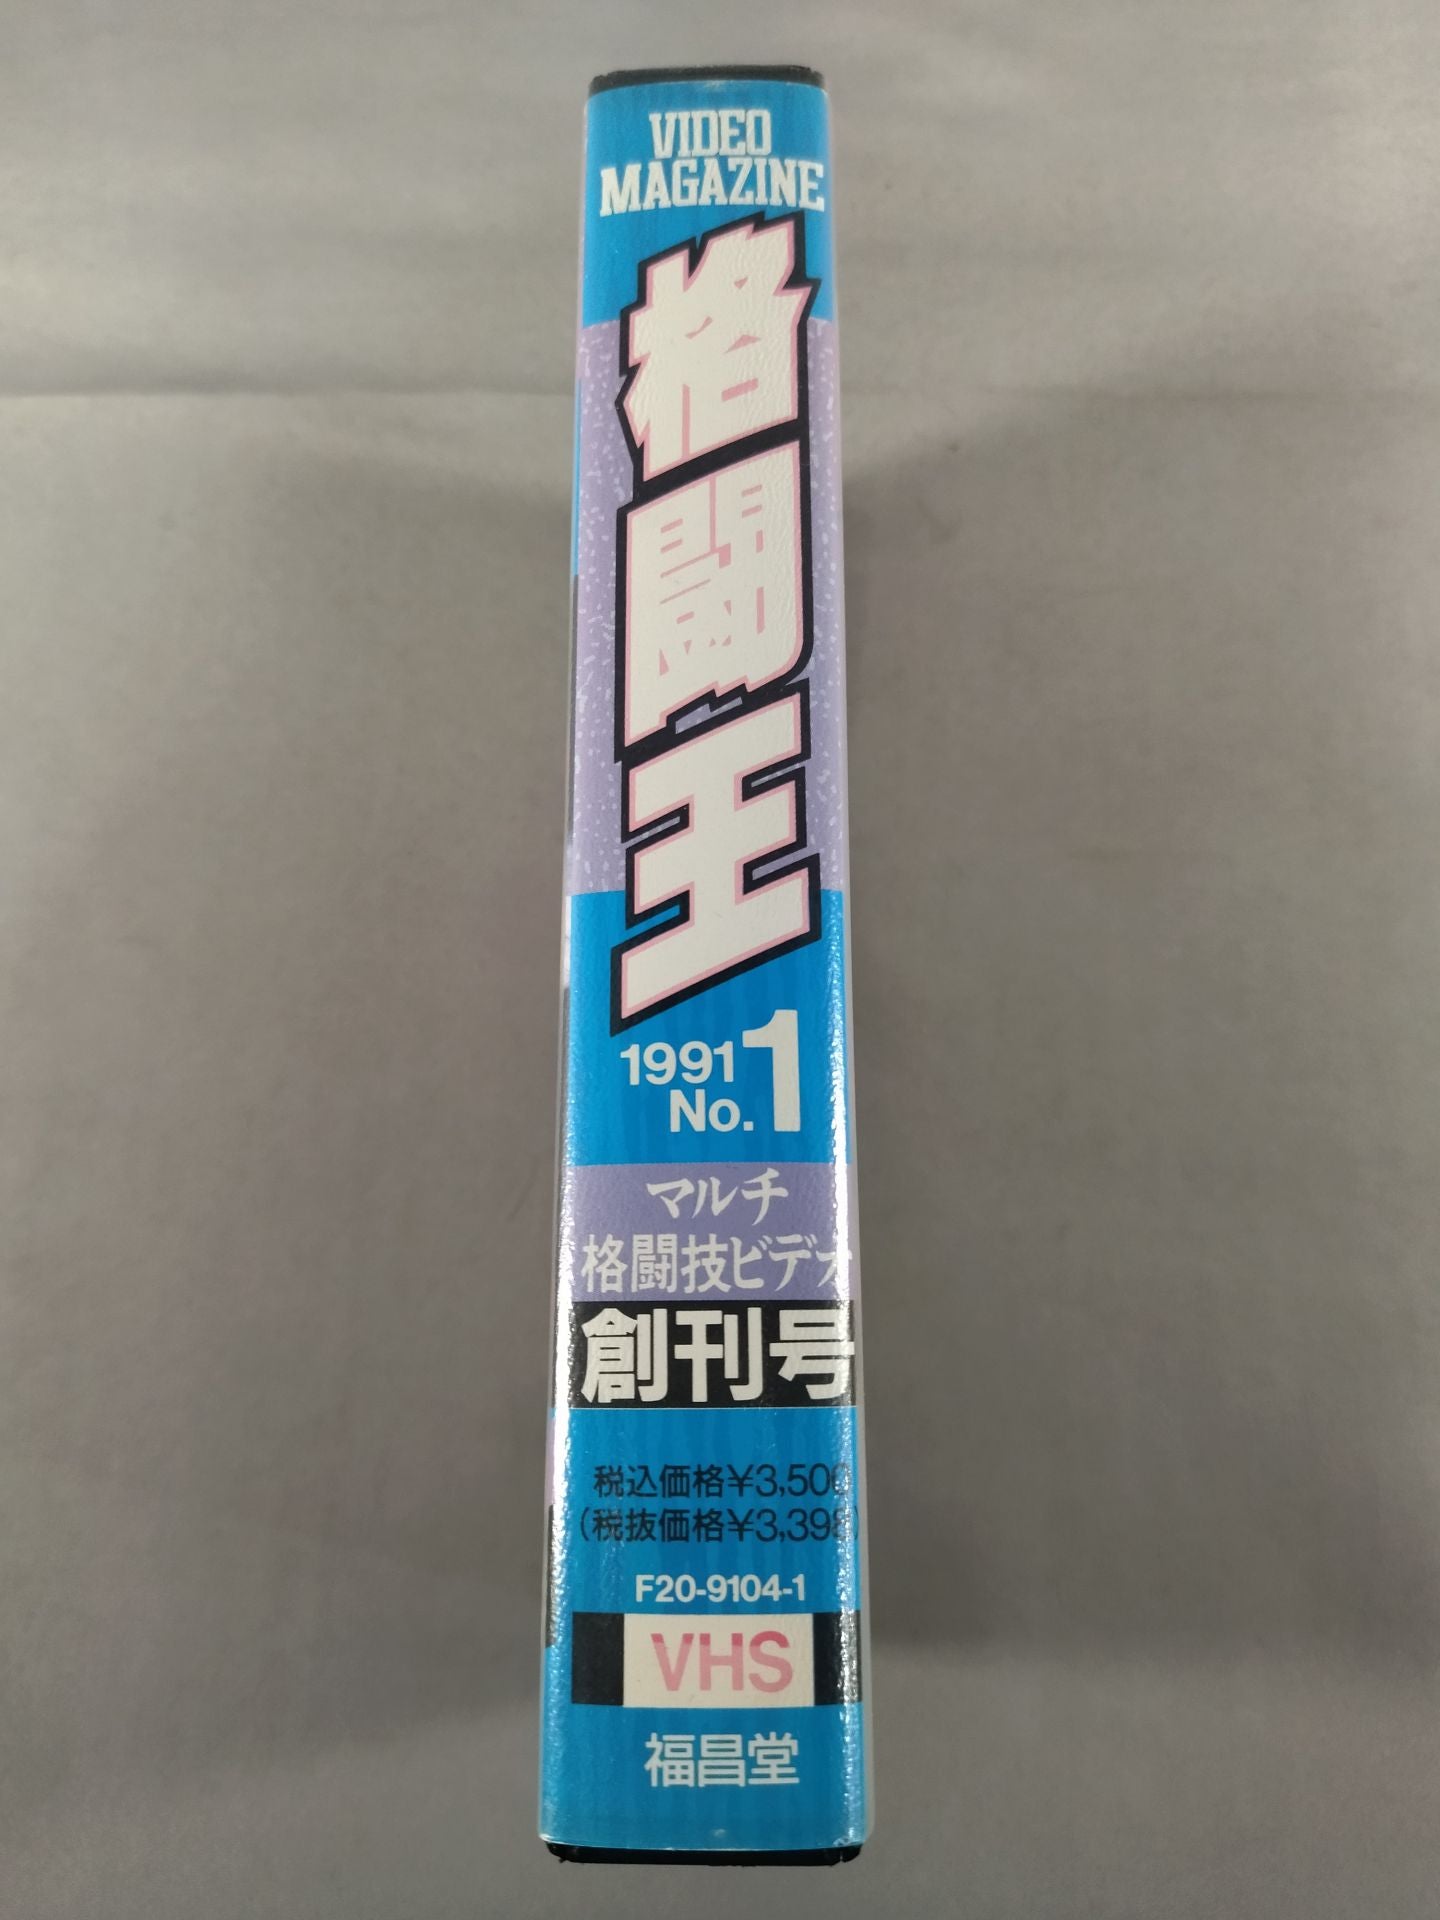 VIDEO
MAGAZINE
格闘王
1991
No.1
マルチ
格闘技ビデオ
創刊号
税込価格¥3,500
(税抜価格¥3,398)
F20-9104-1
VHS
福昌堂